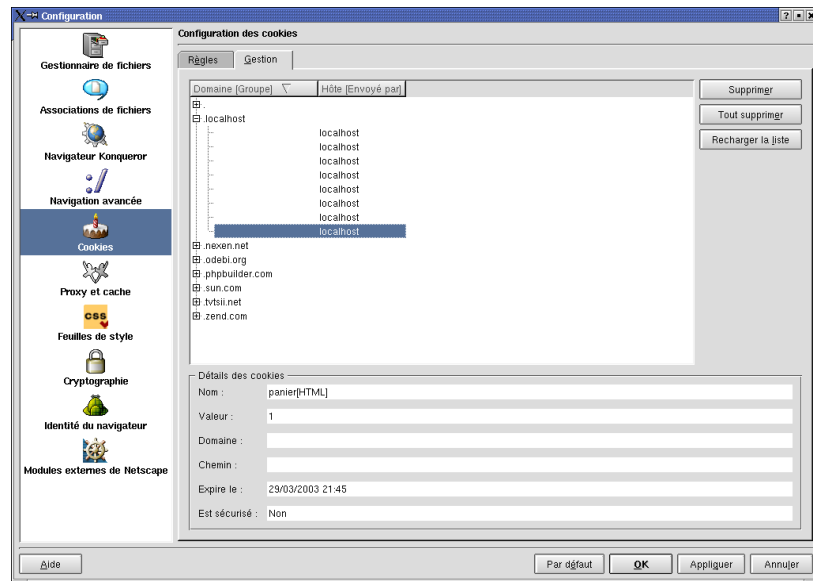 Configuration
Gestionnaire de fichiers
Associations de fichiers
Navigateur Konqueror
Navigation avancée
Cookies
Proxy et cache
css
Feuilles de style
Cryptographie
Identité du navigateur
Modules externes de Netscape
Configuration des cookies
Règles Gestion
Domaine [Groupe] Hôte [Envoyé par]
.
.localhost
localhost
localhost
localhost
localhost
localhost
localhost
localhost
localhost
.nexen.net
.odebi.org
.phpbuilder.com
.sun.com
.tvtsii.net
.zend.com
Supprimer
Tout supprimer
Recharger la liste
Détails des cookies
Nom : panier[HTML]
Valeur : 1
Domaine :
Chemin :
Expire le : 29/03/2003 21:45
Est sécurisé : Non
Aide Par défaut OK Appliquer Annuler